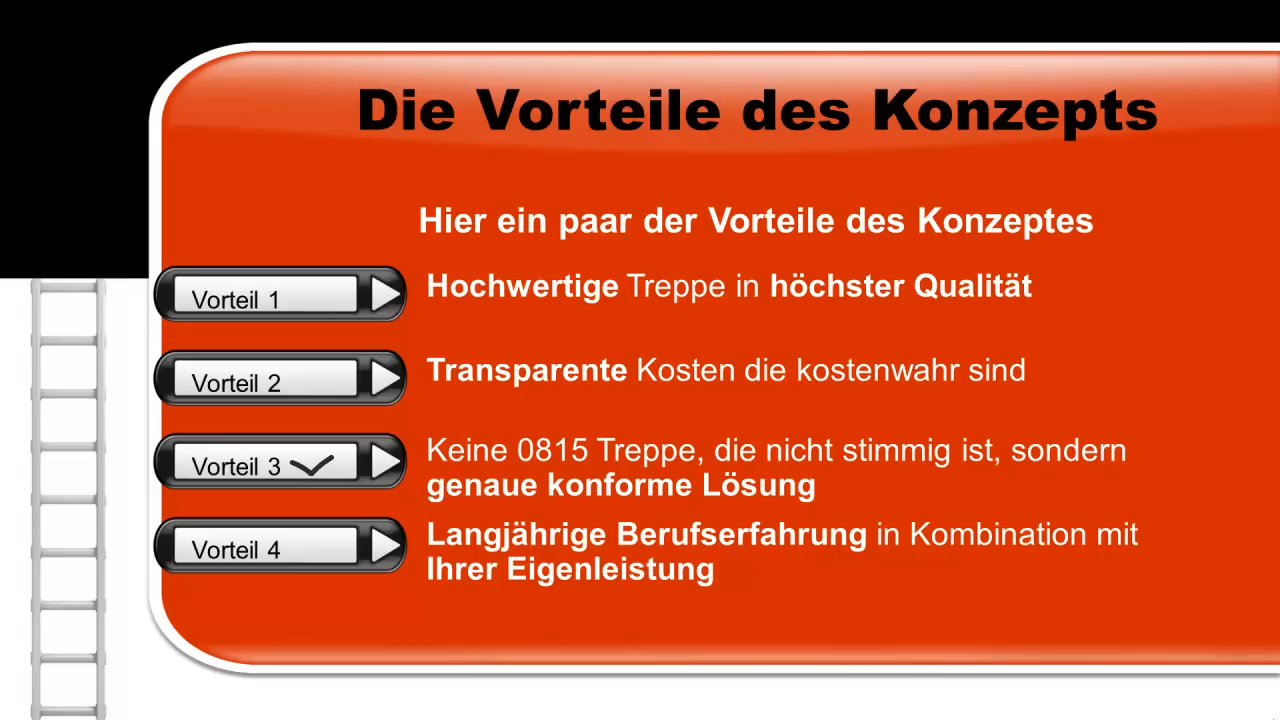 Die Vorteile des Konzepts
Hier ein paar der Vorteile des Konzeptes
Vorteil 1
Hochwertige Treppe in höchster Qualität
Vorteil 2
Transparente Kosten die kostenwahr sind
Vorteil 3
Keine 0815 Treppe, die nicht stimmig ist, sondern
genaue konforme Lösung
Vorteil 4
Langjährige Berufserfahrung in Kombination mit
Ihrer Eigenleistung